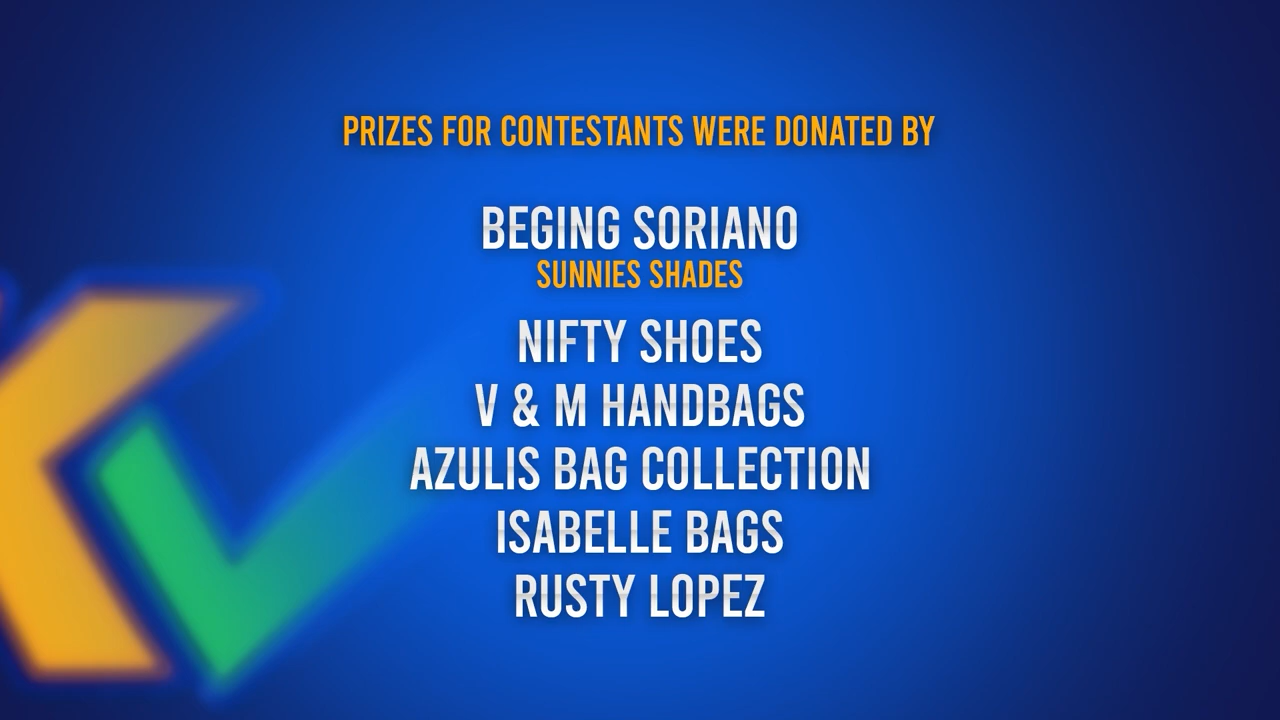 PRIZES FOR CONTESTANTS WERE DONATED BY
BEGING SORIANO
SUNNIES SHADES
NIFTY SHOES
V & M HANDBAGS
AZULIS BAG COLLECTION
ISABELLE BAGS
RUSTY LOPEZ